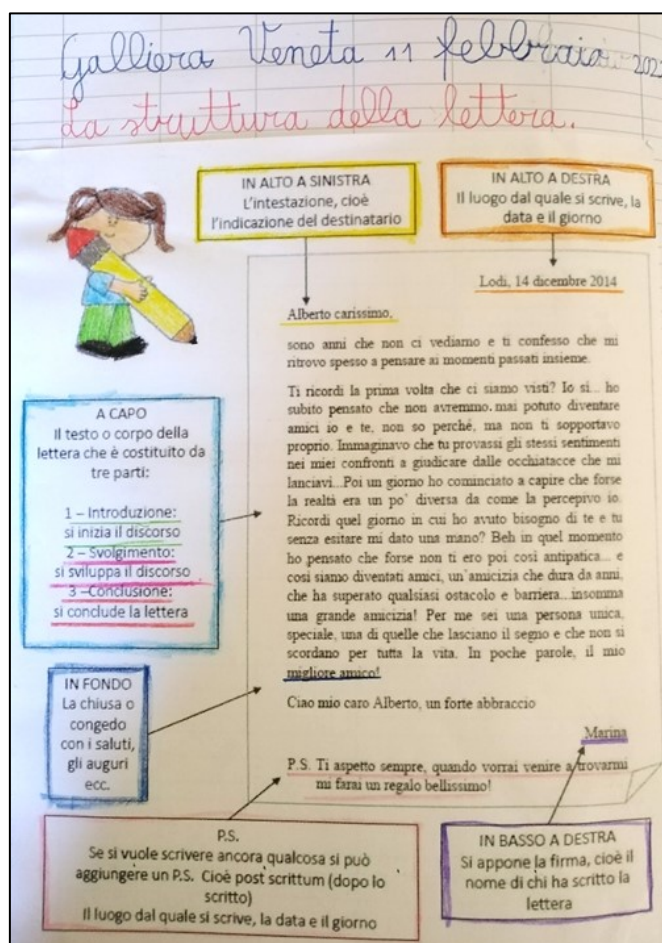 Galliera Veneta 11 febbraio
La struttura della lettera.
IN ALTO A SINISTRA
L'intestazione, cioè
l'indicazione del destinatario
IN ALTO A DESTRA
Il luogo dal quale si scrive, la
data e il giorno
Lodi, 14 dicembre 2014
Alberto carissimo,
sono anni che non ci vediamo e ti confesso che mi
ritrovo spesso a pensare ai momenti passati insieme.
Ti ricordi la prima volta che ci siamo visti? Io si... ho
subito pensato che non avremmo, mai potuto diventare
amici io e te, non so perchè, ma non ti sopportavo
proprio. Immaginavo che tu provassi gli stessi sentimenti
nei miei confronti a giudicare dalle occhiatacce che mi
lanciavi...Poi un giorno ho cominciato a capire che forse
la realtà era un po' diversa da come la percepivo io.
Ricordi quel giorno in cui ho avuto bisogno di te e tu
senza esitare mi dato una mano? Beh in quel momento
ho pensato che forse non ti ero poi così antipatica... e
così siamo diventati amici, un'amicizia che dura da anni,
che ha superato qualsiasi ostacolo e barriera...insomma
una grande amicizia! Per me sei una persona unica,
speciale, una di quelle che lasciano il segno e che non si
scordano per tutta la vita. In poche parole, il mio
migliore amico!
Ciao mio caro Alberto, un forte abbraccio
Marina
P.S. Ti aspetto sempre, quando vorrai venire a trovarmi
mi farai un regalo bellissimo!
A CAPO
Il testo o corpo della
lettera che è costituito da
tre parti:
1 – Introduzione:
si inizia il discorso
2 – Svolgimento:
si sviluppa il discorso
3 –Conclusione:
si conclude la lettera
IN FONDO
La chiusa o
congedo
con i saluti,
gli auguri
ecc.
P.S.
Se si vuole scrivere ancora qualcosa si può
aggiungere un P.S. Cioè post scrittum (dopo lo
scritto)
Il luogo dal quale si scrive, la data e il giorno
IN BASSO A DESTRA
Si appone la firma, cioè il
nome di chi ha scritto la
lettera